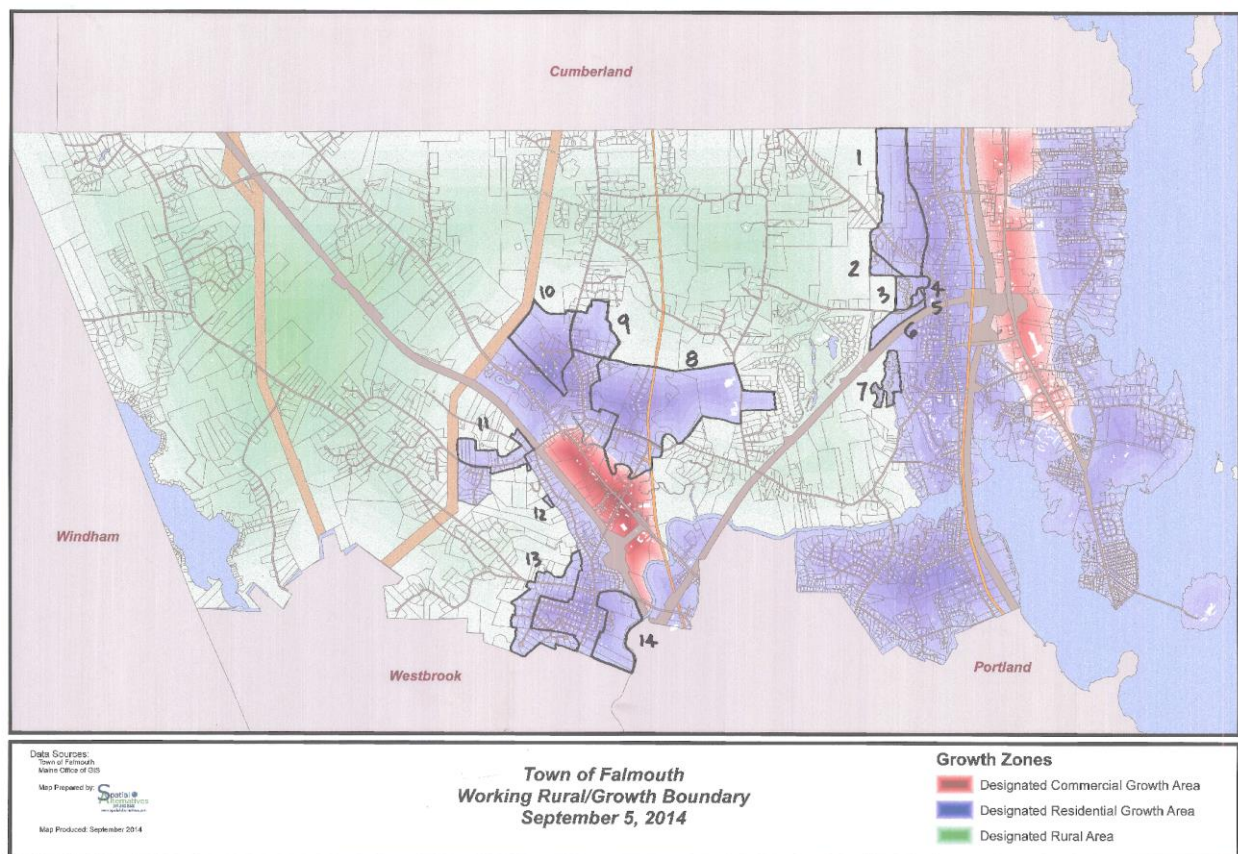 Cumberland
1
2
3
4
5
6
7
8
9
10
11
12
13
14
Windham
Westbrook
Portland
Data Sources:
Town of Falmouth
Maine Office of GIS
Map Prepared by:
Spatial
Alternatives
Map Produced: September 2014
Town of Falmouth
Working Rural/Growth Boundary
September 5, 2014
Growth Zones
Designated Commercial Growth Area
Designated Residential Growth Area
Designated Rural Area